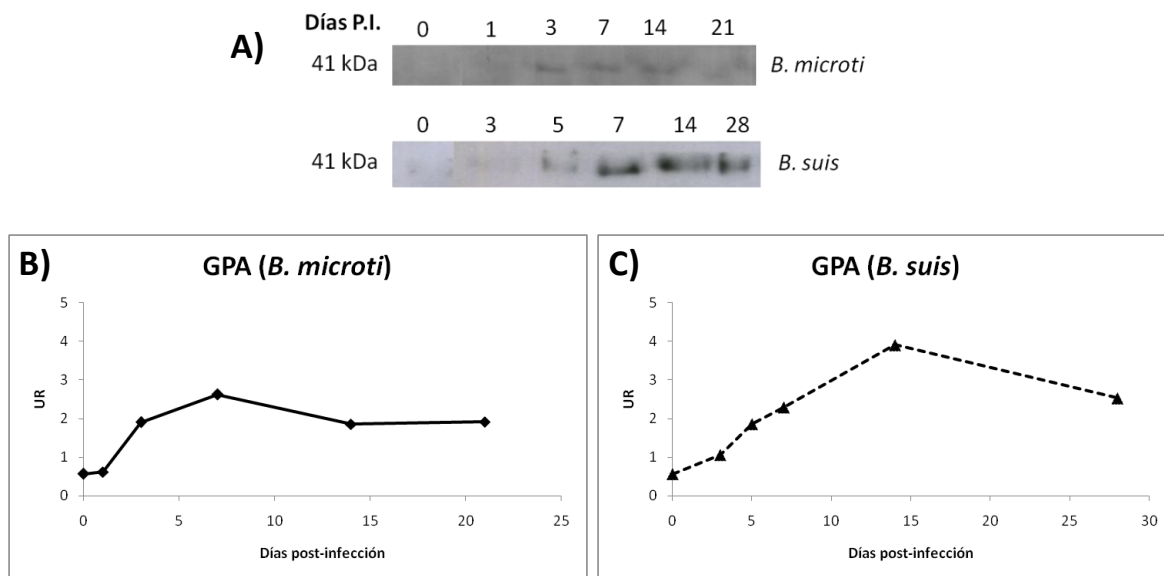 A)
Días P.I. 0 1 3 7 14 21
41 kDa B. microti
0 3 5 7 14 28
41 kDa B. suis
B)
GPA (B. microti)
5
4
3
2
1
0
UR
0 5 10 15 20 25
Días post-infección
C)
GPA (B. suis)
5
4
3
2
1
0
UR
0 5 10 15 20 25 30
Días post-infección